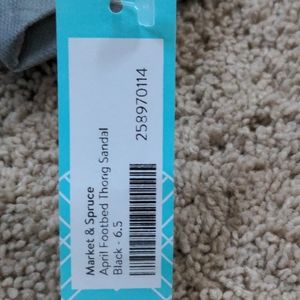 Market & Spruce
April Footbed Thong Sandal
Black - 6.5
258970114